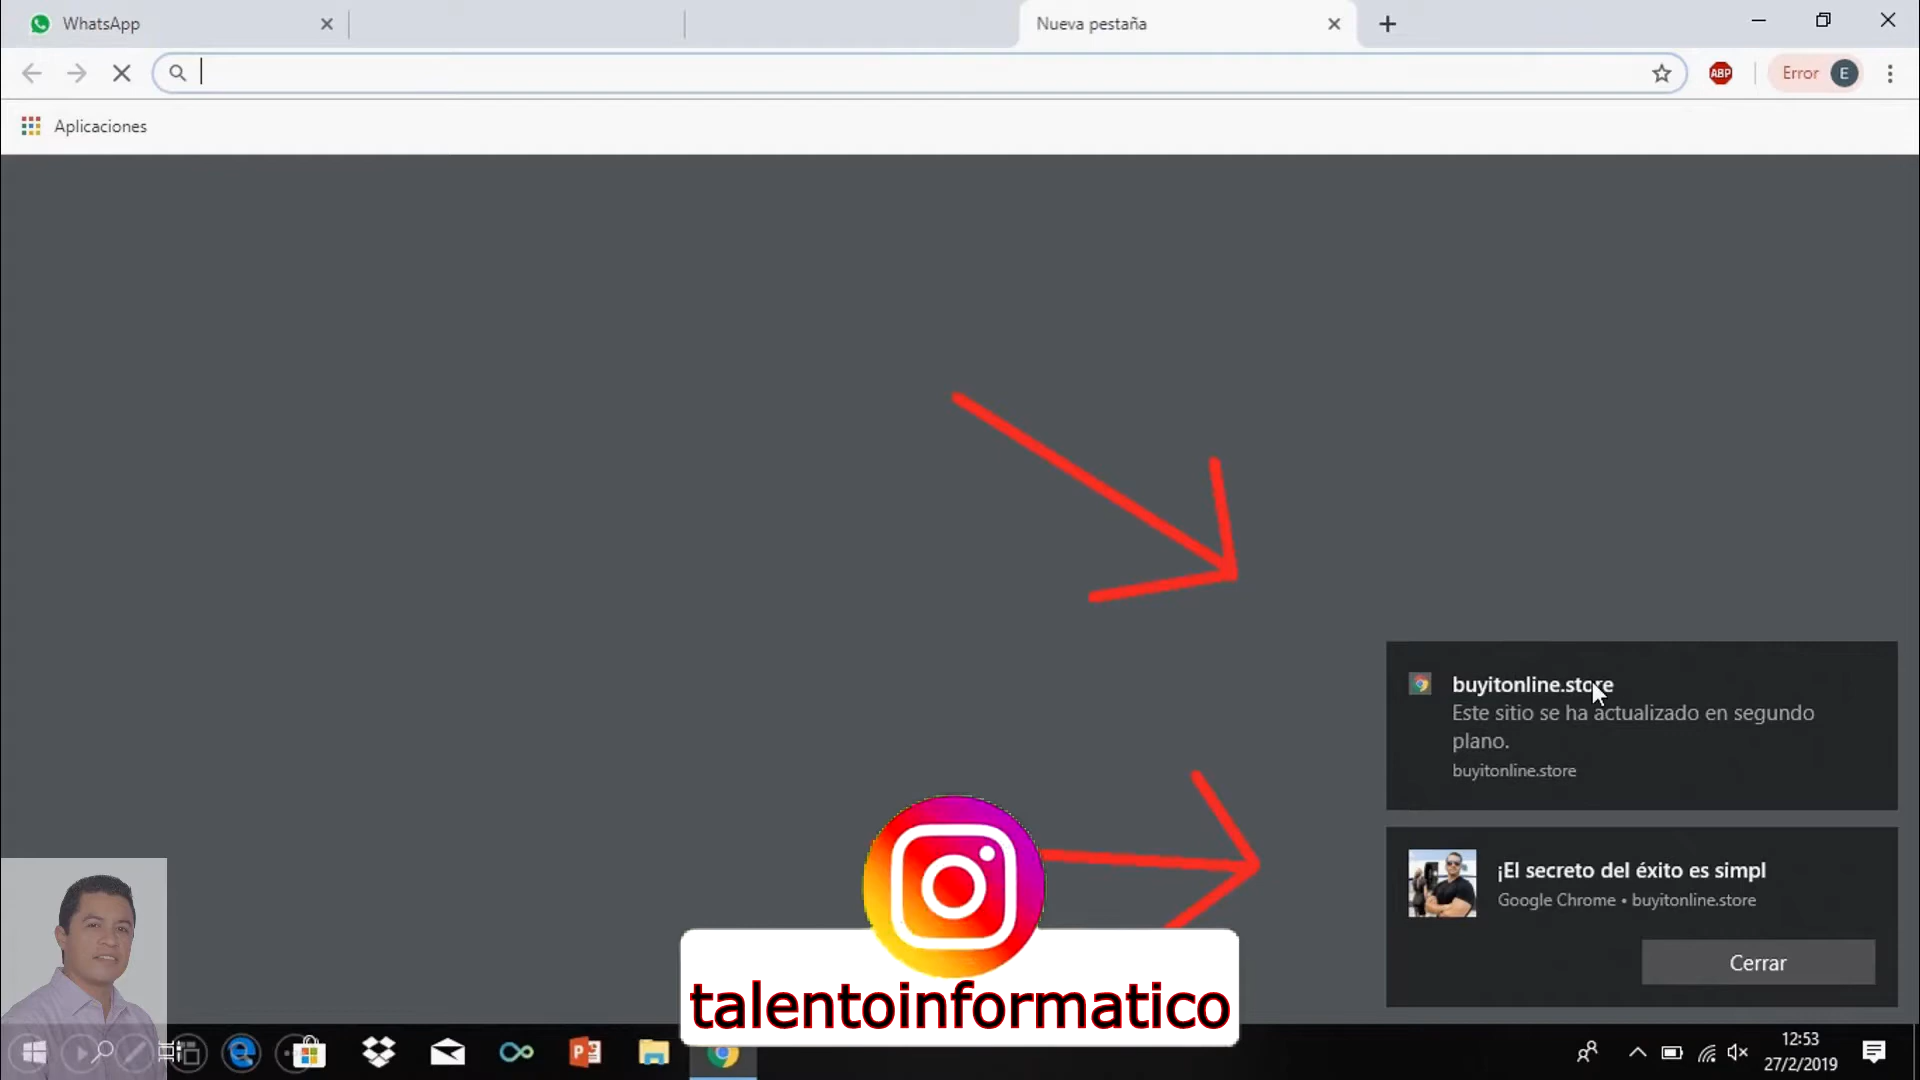 WhatsApp
Nueva pestaña
ABP
Error
E
Aplicaciones
buyitonline.store
Este sitio se ha actualizado en segundo
plano.
buyitonline.store
¡El secreto del éxito es simpl
Google Chrome • buyitonline.store
Cerrar
talentoinformatico
12:53
27/2/2019